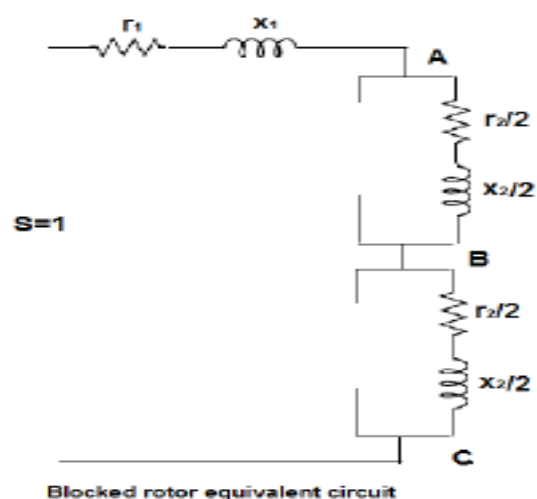 r₁
x₁
A
r₂/2
x₂/2
S=1
B
r₂/2
x₂/2
C
Blocked rotor equivalent circuit